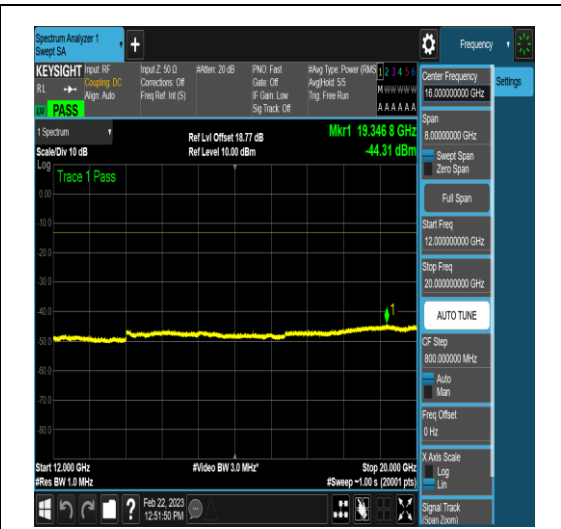 Spectrum Analyzer 1
Swept SA
+
Frequency
KEYSIGHT
RL
PASS
Input: RF
Coupling: DC
Align: Auto
Input Z: 50 Ω
Corrections: Off
Freq Ref: Int (S)
#Atten: 20 dB
PNO: Fast
Gate: Off
IF Gain: Low
Sig Track: Off
#Avg Type: Power (RMS
Avg|Hold: 5/5
Trig: Free Run
1 2 3 4 5 6
M W W W W W
A A A A A A
Center Frequency
16.000000000 GHz
Settings
Span
8.00000000 GHz
Swept Span
Zero Span
Full Span
Start Freq
12.000000000 GHz
Stop Freq
20.000000000 GHz
AUTO TUNE
CF Step
800.000000 MHz
Auto
Man
Freq Offset
0 Hz
X Axis Scale
Log
Lin
Signal Track
(Span Zoom)
1 Spectrum
Scale/Div 10 dB
Ref Lvl Offset 18.77 dB
Ref Level 10.00 dBm
Mkr1 19.346 8 GHz
-44.31 dBm
Log
Trace 1 Pass
0.00
-10.0
-20.0
-30.0
-40.0
-50.0
-60.0
-70.0
-80.0
1
Start 12.000 GHz
#Res BW 1.0 MHz
#Video BW 3.0 MHz*
Stop 20.000 GHz
#Sweep ~1.00 s (20001 pts)
?
Feb 22, 2023
12:51:50 PM